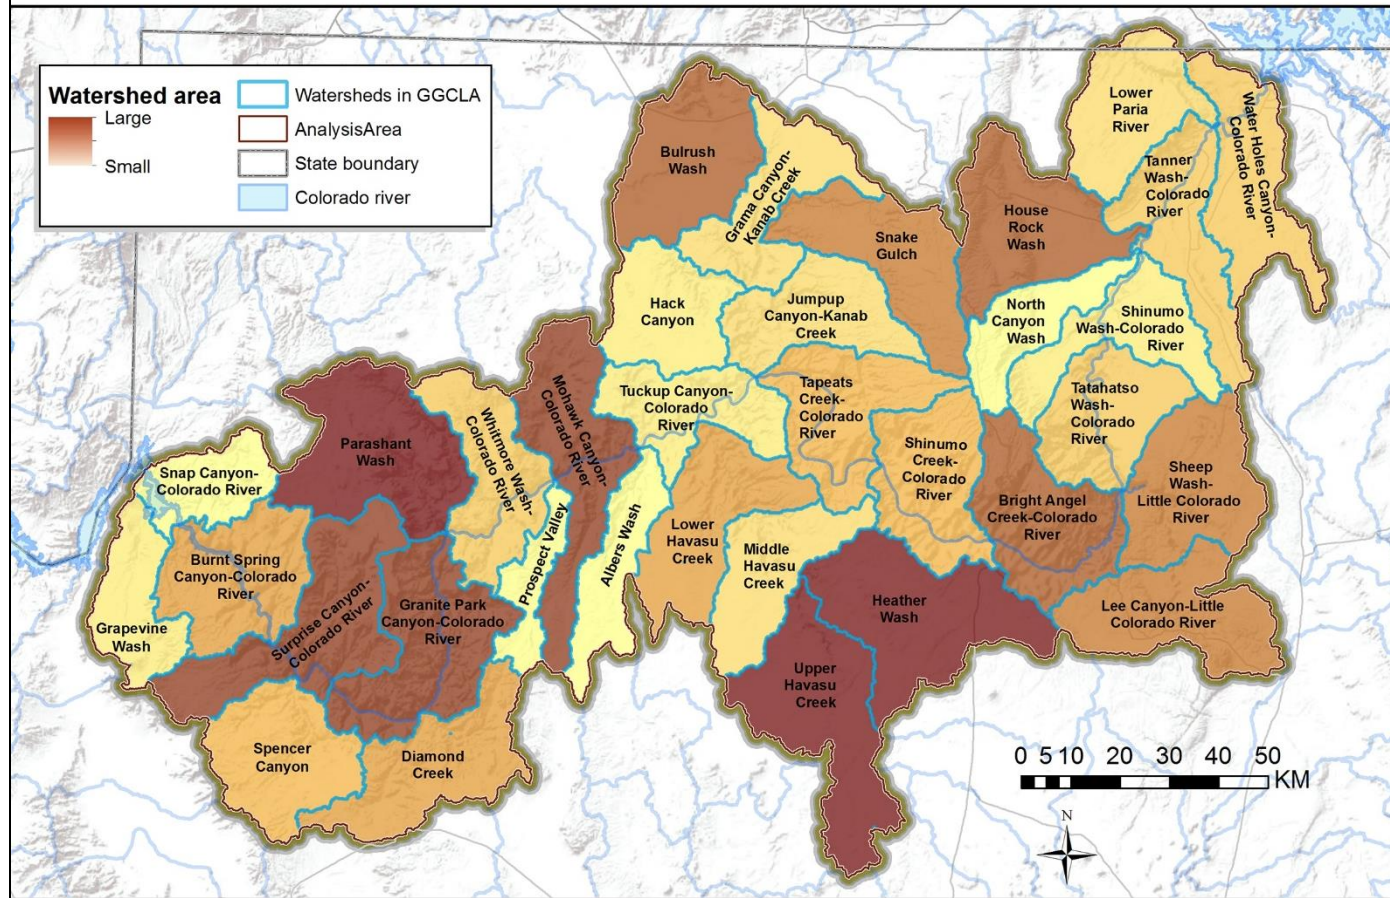 Watershed area
Large
Small
Watersheds in GGCLA
AnalysisArea
State boundary
Colorado river
Lower
Paria
River
Water Holes Canyon-
Colorado River
Tanner
Wash-
Colorado
River
Bulrush
Wash
Grama Canyon-
Kanab Creek
House
Rock
Wash
Snake
Gulch
Hack
Canyon
Jumpup
Canyon-Kanab
Creek
North
Canyon
Wash
Shinumo
Wash-Colorado
River
Tuckup Canyon-
Colorado
River
Tapeats
Creek-
Colorado
River
Tatahatso
Wash-
Colorado
River
Mohawk Canyon-
Colorado River
Whitmore Wash-
Colorado River
Parashant
Wash
Shinumo
Creek-
Colorado
River
Sheep
Wash-
Little Colorado
River
Snap Canyon-
Colorado River
Bright Angel
Creek-Colorado
River
Prospect Valley
Albers Wash
Lower
Havasu
Creek
Middle
Havasu
Creek
Burnt Spring
Canyon-Colorado
River
Surprise Canyon-
Colorado River
Granite Park
Canyon-Colorado
River
Heather
Wash
Lee Canyon-Little
Colorado River
Grapevine
Wash
Upper
Havasu
Creek
Spencer
Canyon
Diamond
Creek
0 5 10 20 30 40 50
KM
N